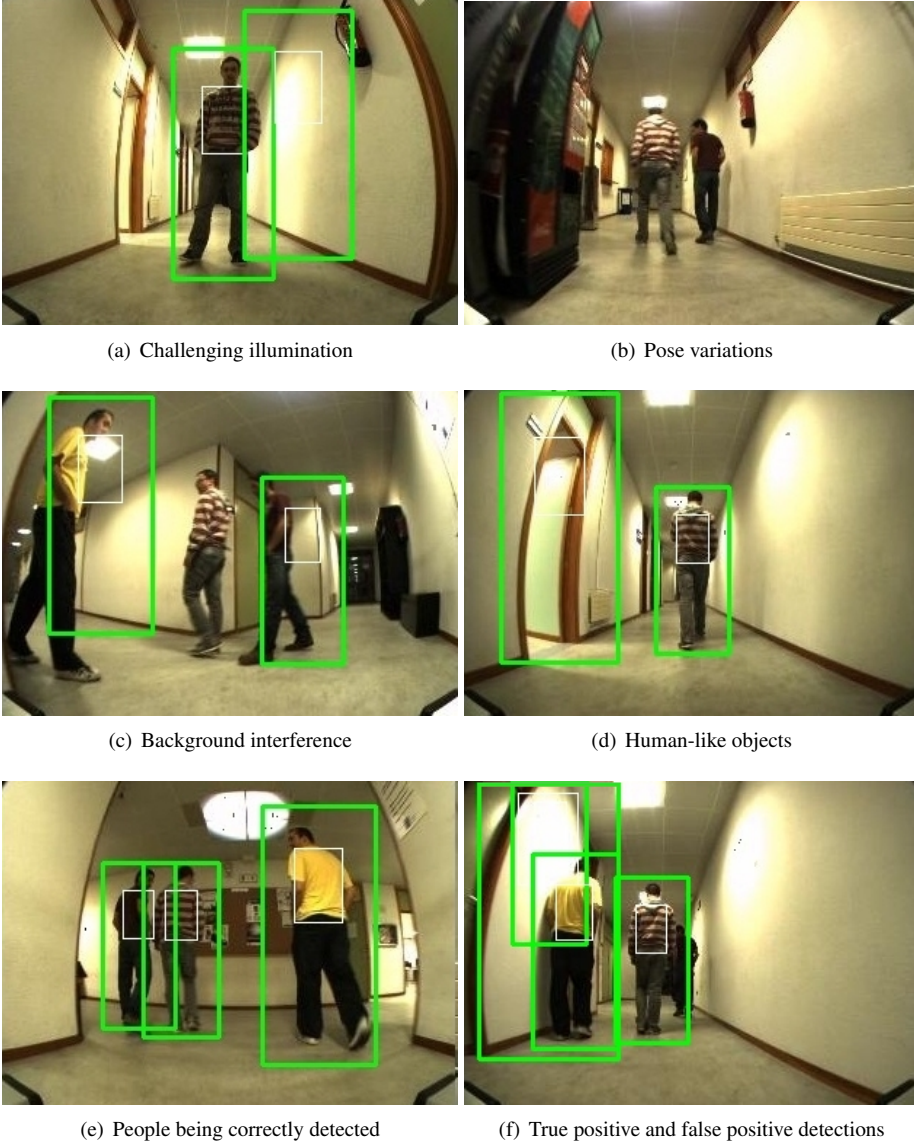 (a) Challenging illumination
(b) Pose variations
(c) Background interference
(d) Human-like objects
(e) People being correctly detected
(f) True positive and false positive detections